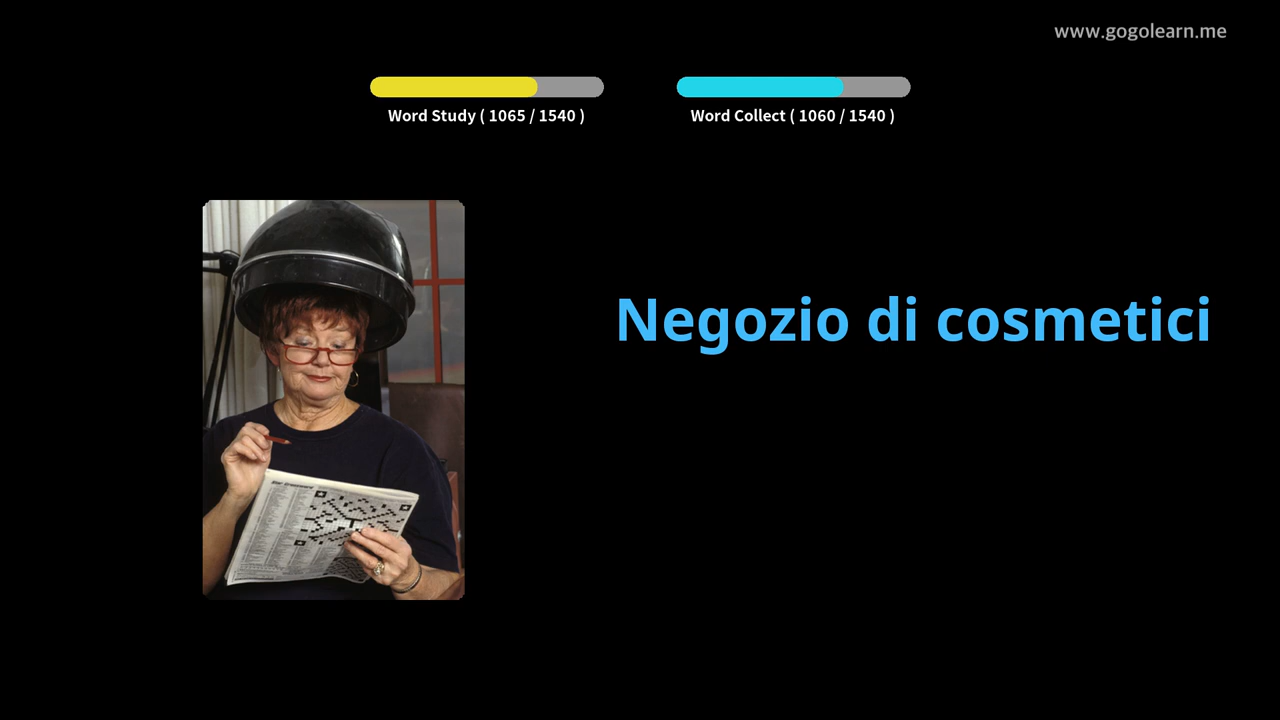 www.gogolearn.me
Word Study ( 1065 / 1540 )
Word Collect ( 1060 / 1540 )
Negozio di cosmetici